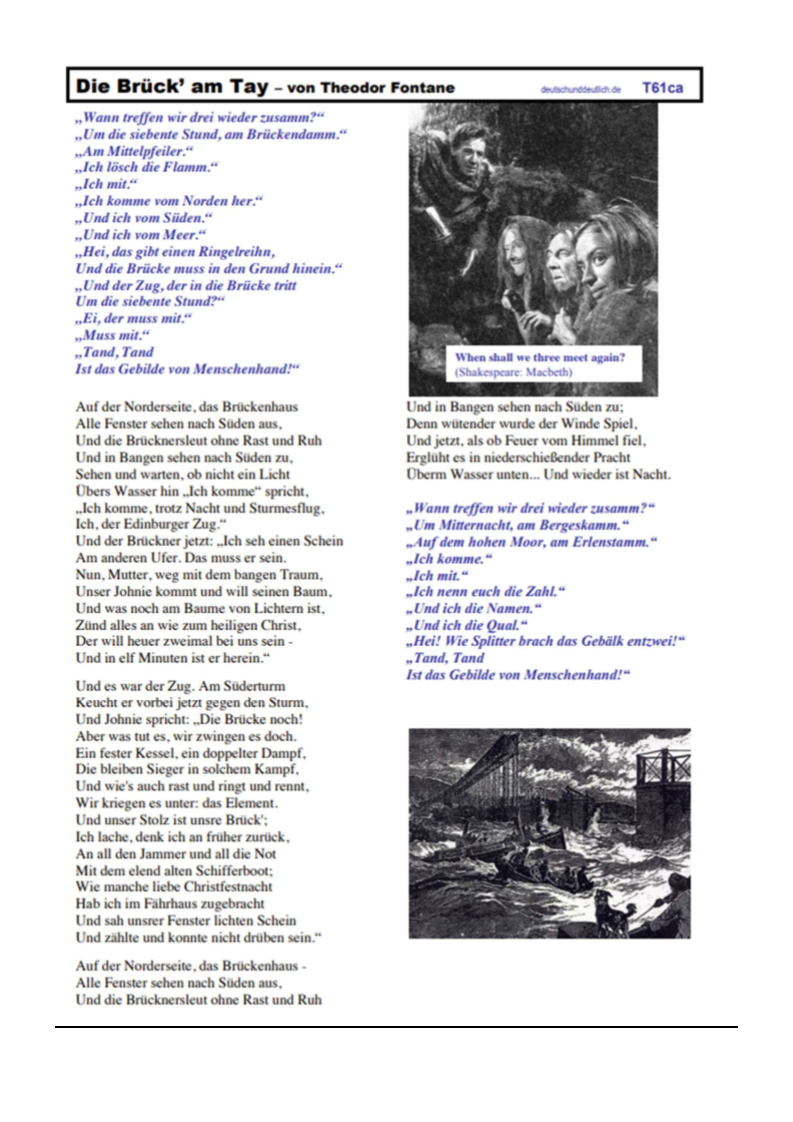 Die Brück’ am Tay – von Theodor Fontane deutschunddeutlich.de T61ca
„Wann treffen wir drei wieder zusamm?“
„Um die siebente Stund, am Brückendamm.“
„Am Mittelpfeiler.“
„Ich lösch die Flamm.“
„Ich mit.“
„Ich komme vom Norden her.“
„Und ich vom Süden.“
„Und ich vom Meer.“
„Hei, das gibt einen Ringelreihn,
Und die Brücke muss in den Grund hinein.“
„Und der Zug, der in die Brücke tritt
Um die siebente Stund?“
„Ei, der muss mit.“
„Muss mit.“
„Tand, Tand
Ist das Gebilde von Menschenhand!“
When shall we three meet again?
(Shakespeare: Macbeth)
Auf der Norderseite, das Brückenhaus
Alle Fenster sehen nach Süden aus,
Und die Brücknersleut ohne Rast und Ruh
Und in Bangen sehen nach Süden zu,
Sehen und warten, ob nicht ein Licht
Übers Wasser hin „Ich komme“ spricht,
„Ich komme, trotz Nacht und Sturmesflug,
Ich, der Edinburger Zug.“
Und der Brückner jetzt: „Ich seh einen Schein
Am anderen Ufer. Das muss er sein.
Nun, Mutter, weg mit dem bangen Traum,
Unser Johnie kommt und will seinen Baum,
Und was noch am Baume von Lichtern ist,
Zünd alles an wie zum heiligen Christ,
Der will heuer zweimal bei uns sein -
Und in elf Minuten ist er herein.“
Und es war der Zug. Am Süderturm
Keucht er vorbei jetzt gegen den Sturm,
Und Johnie spricht: „Die Brücke noch!
Aber was tut es, wir zwingen es doch.
Ein fester Kessel, ein doppelter Dampf,
Die bleiben Sieger in solchem Kampf,
Und wie's auch rast und ringt und rennt,
Wir kriegen es unter: das Element.
Und unser Stolz ist unsre Brück';
Ich lache, denk ich an früher zurück,
An all den Jammer und all die Not
Mit dem elend alten Schifferboot;
Wie manche liebe Christfestnacht
Hab ich im Fährhaus zugebracht
Und sah unsrer Fenster lichten Schein
Und zählte und konnte nicht drüben sein.“
Auf der Norderseite, das Brückenhaus -
Alle Fenster sehen nach Süden aus,
Und die Brücknersleut ohne Rast und Ruh
Und in Bangen sehen nach Süden zu;
Denn wütender wurde der Winde Spiel,
Und jetzt, als ob Feuer vom Himmel fiel,
Erglüht es in niederschießender Pracht
Überm Wasser unten... Und wieder ist Nacht.
„Wann treffen wir drei wieder zusamm?“
„Um Mitternacht, am Bergeskamm.“
„Auf dem hohen Moor, am Erlenstamm.“
„Ich komme.“
„Ich mit.“
„Ich nenn euch die Zahl.“
„Und ich die Namen.“
„Und ich die Qual.“
„Hei! Wie Splitter brach das Gebälk entzwei!“
„Tand, Tand
Ist das Gebilde von Menschenhand!“